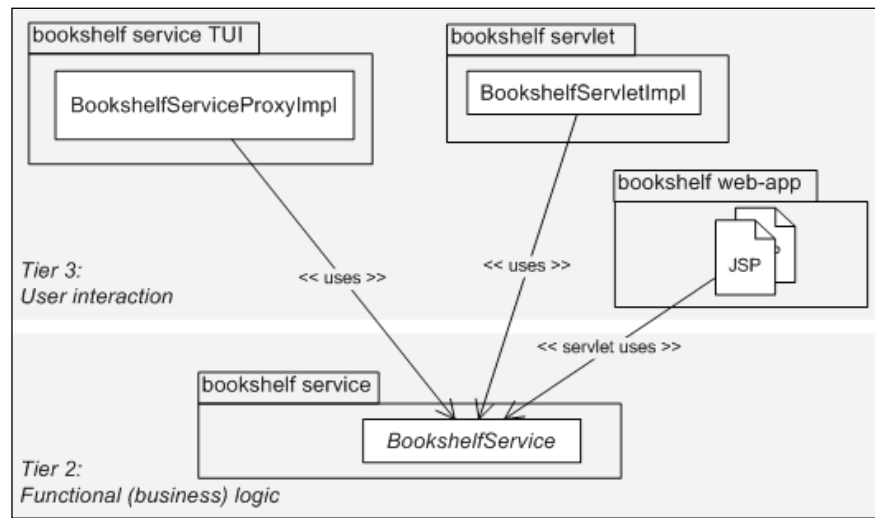 bookshelf service TUI
BookshelfServiceProxyImpl
bookshelf servlet
BookshelfServletImpl
bookshelf web-app
JSP
Tier 3:
User interaction
<< uses >>
<< uses >>
<< servlet uses >>
bookshelf service
BookshelfService
Tier 2:
Functional (business) logic